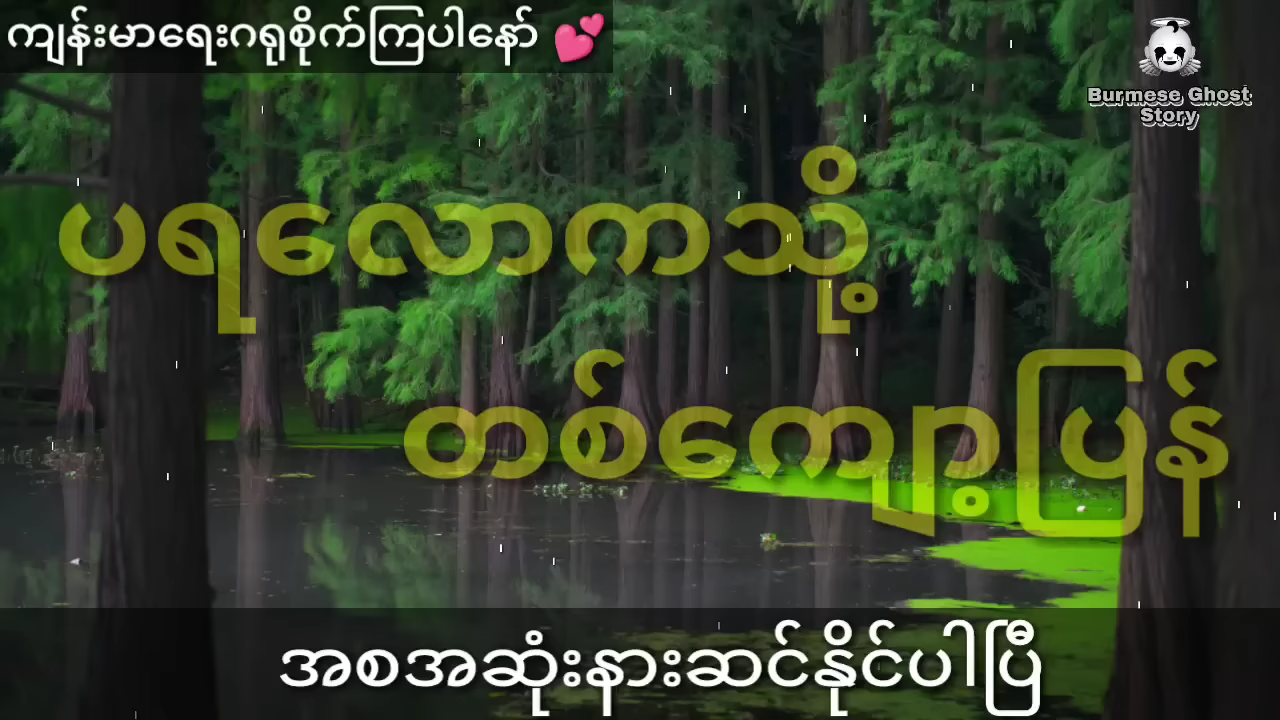 ကျန်းမာရေးဂရုစိုက်ကြပါနော် 💕
Burmese Ghost
Story
ပရလောကသို့
တစ်ကျော့ပြန်
အစအဆုံးနားဆင်နိုင်ပါပြီ